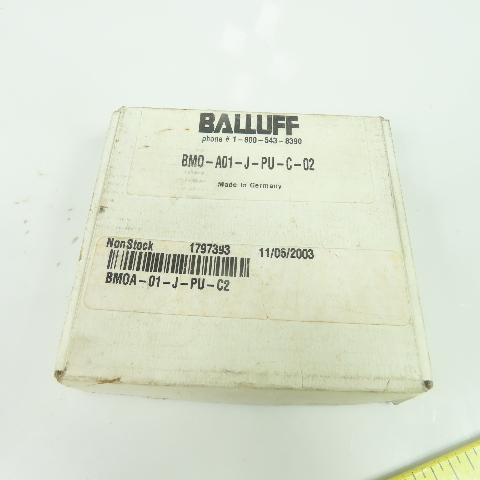 BALLUFF
phone # 1-800-543-8390
BMO-A01-J-PU-C-02
Made in Germany
NonStock 1797393 11/06/2003
BMOA-01-J-PU-C2